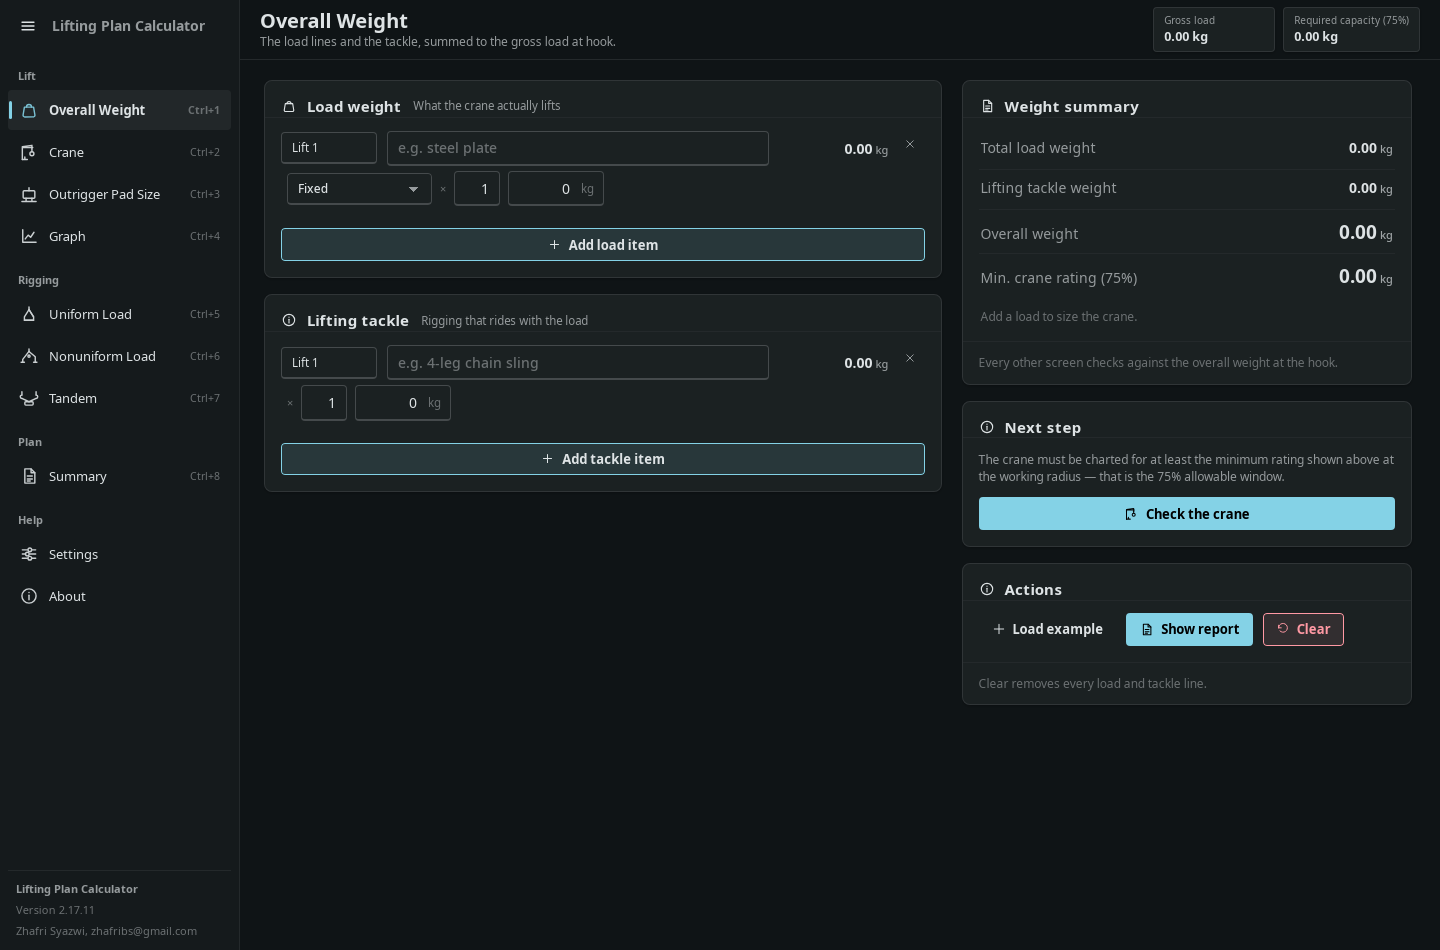 Lifting Plan Calculator
Lift
Overall Weight Ctrl+1
Crane Ctrl+2
Outrigger Pad Size Ctrl+3
Graph Ctrl+4
Rigging
Uniform Load Ctrl+5
Nonuniform Load Ctrl+6
Tandem Ctrl+7
Plan
Summary Ctrl+8
Help
Settings
About
Lifting Plan Calculator
Version 2.17.11
Zhafri Syazwi, zhafribs@gmail.com
Overall Weight
The load lines and the tackle, summed to the gross load at hook.
Gross load
0.00 kg
Required capacity (75%)
0.00 kg
Load weight What the crane actually lifts
Lift 1 e.g. steel plate 0.00 kg ×
Fixed × 1 0 kg
+ Add load item
Lifting tackle Rigging that rides with the load
Lift 1 e.g. 4-leg chain sling 0.00 kg ×
× 1 0 kg
+ Add tackle item
Weight summary
Total load weight 0.00 kg
Lifting tackle weight 0.00 kg
Overall weight 0.00 kg
Min. crane rating (75%) 0.00 kg
Add a load to size the crane.
Every other screen checks against the overall weight at the hook.
Next step
The crane must be charted for at least the minimum rating shown above at
the working radius — that is the 75% allowable window.
Check the crane
Actions
+ Load example Show report Clear
Clear removes every load and tackle line.